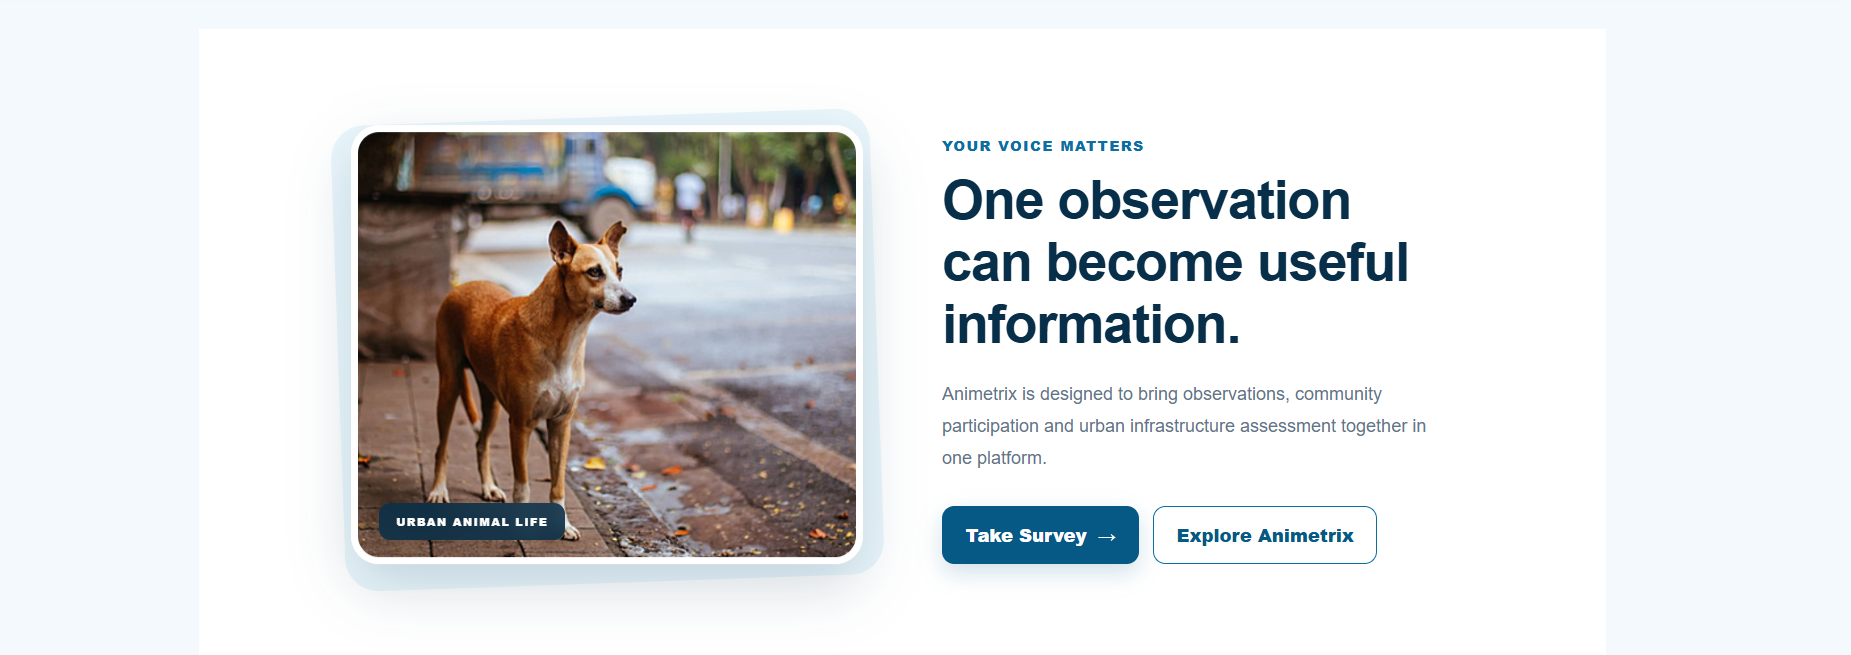 YOUR VOICE MATTERS
One observation
can become useful
information.
Animetrix is designed to bring observations, community
participation and urban infrastructure assessment together in
one platform.
Take Survey →
Explore Animetrix
URBAN ANIMAL LIFE